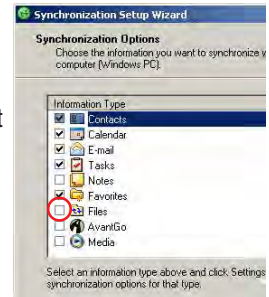 Synchronization Setup Wizard
Synchronization Options
Choose the information you want to synchronize w
computer (Windows PC).
Information Type
Contacts
Calendar
E-mail
Tasks
Notes
Favorites
Files
AvantGo
Media
Select an information type above and click Settings
synchronization options for that type.
t